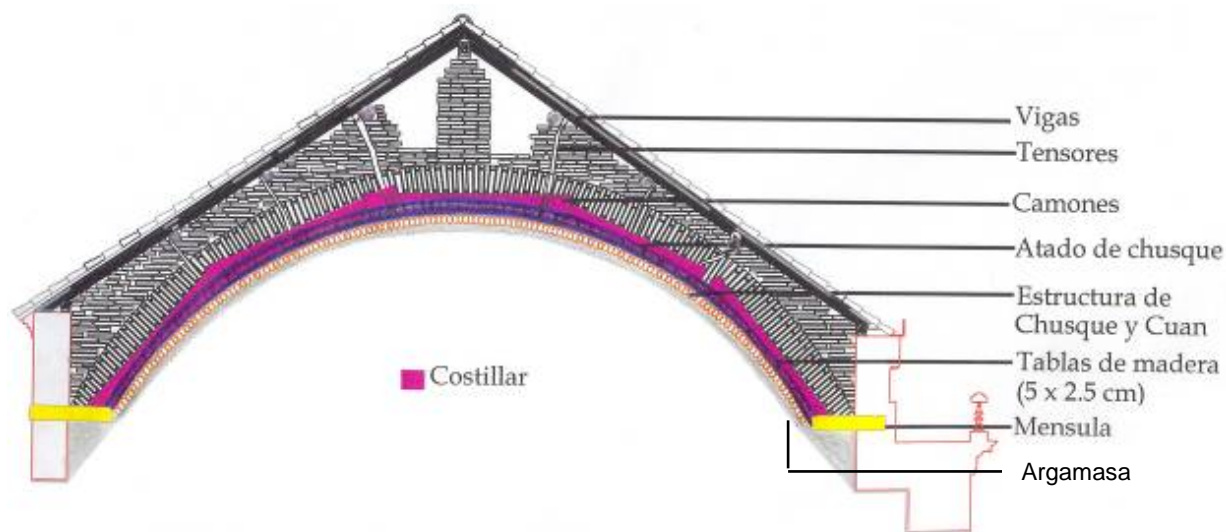 Vigas
Tensores
Camones
Atado de chusque
Estructura de
Chusque y Cuan
Costillar
Tablas de madera
(5 x 2.5 cm)
Mensula
Argamasa